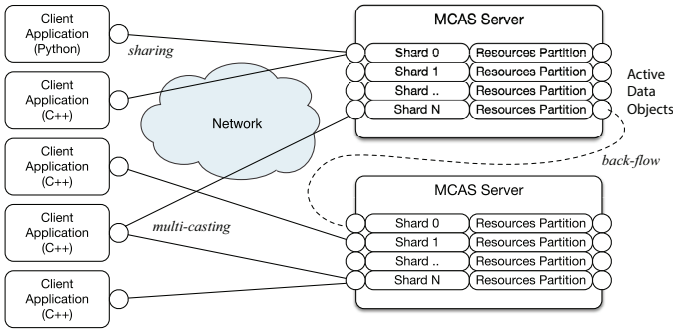 Client
Application
(Python)
sharing
Client
Application
(C++)
Client
Application
(C++)
Client
Application
(C++)
multi-casting
Client
Application
(C++)
Network
MCAS Server
Shard 0 Resources Partition
Shard 1 Resources Partition
Shard .. Resources Partition
Shard N Resources Partition
Active
Data
Objects
back-flow
MCAS Server
Shard 0 Resources Partition
Shard 1 Resources Partition
Shard .. Resources Partition
Shard N Resources Partition